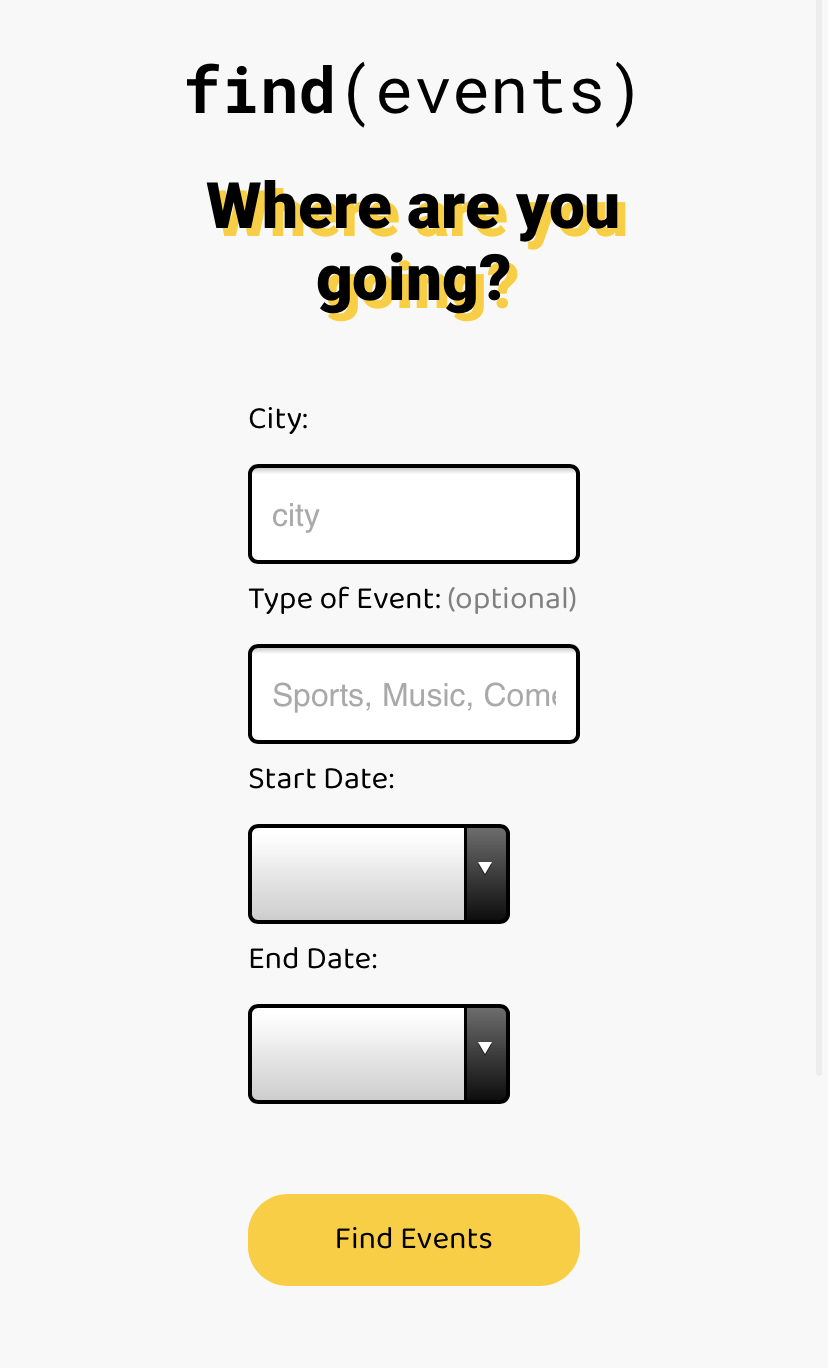 find(events)
Where are you
going?
City:
city
Type of Event: (optional)
Sports, Music, Come
Start Date:
End Date:
Find Events